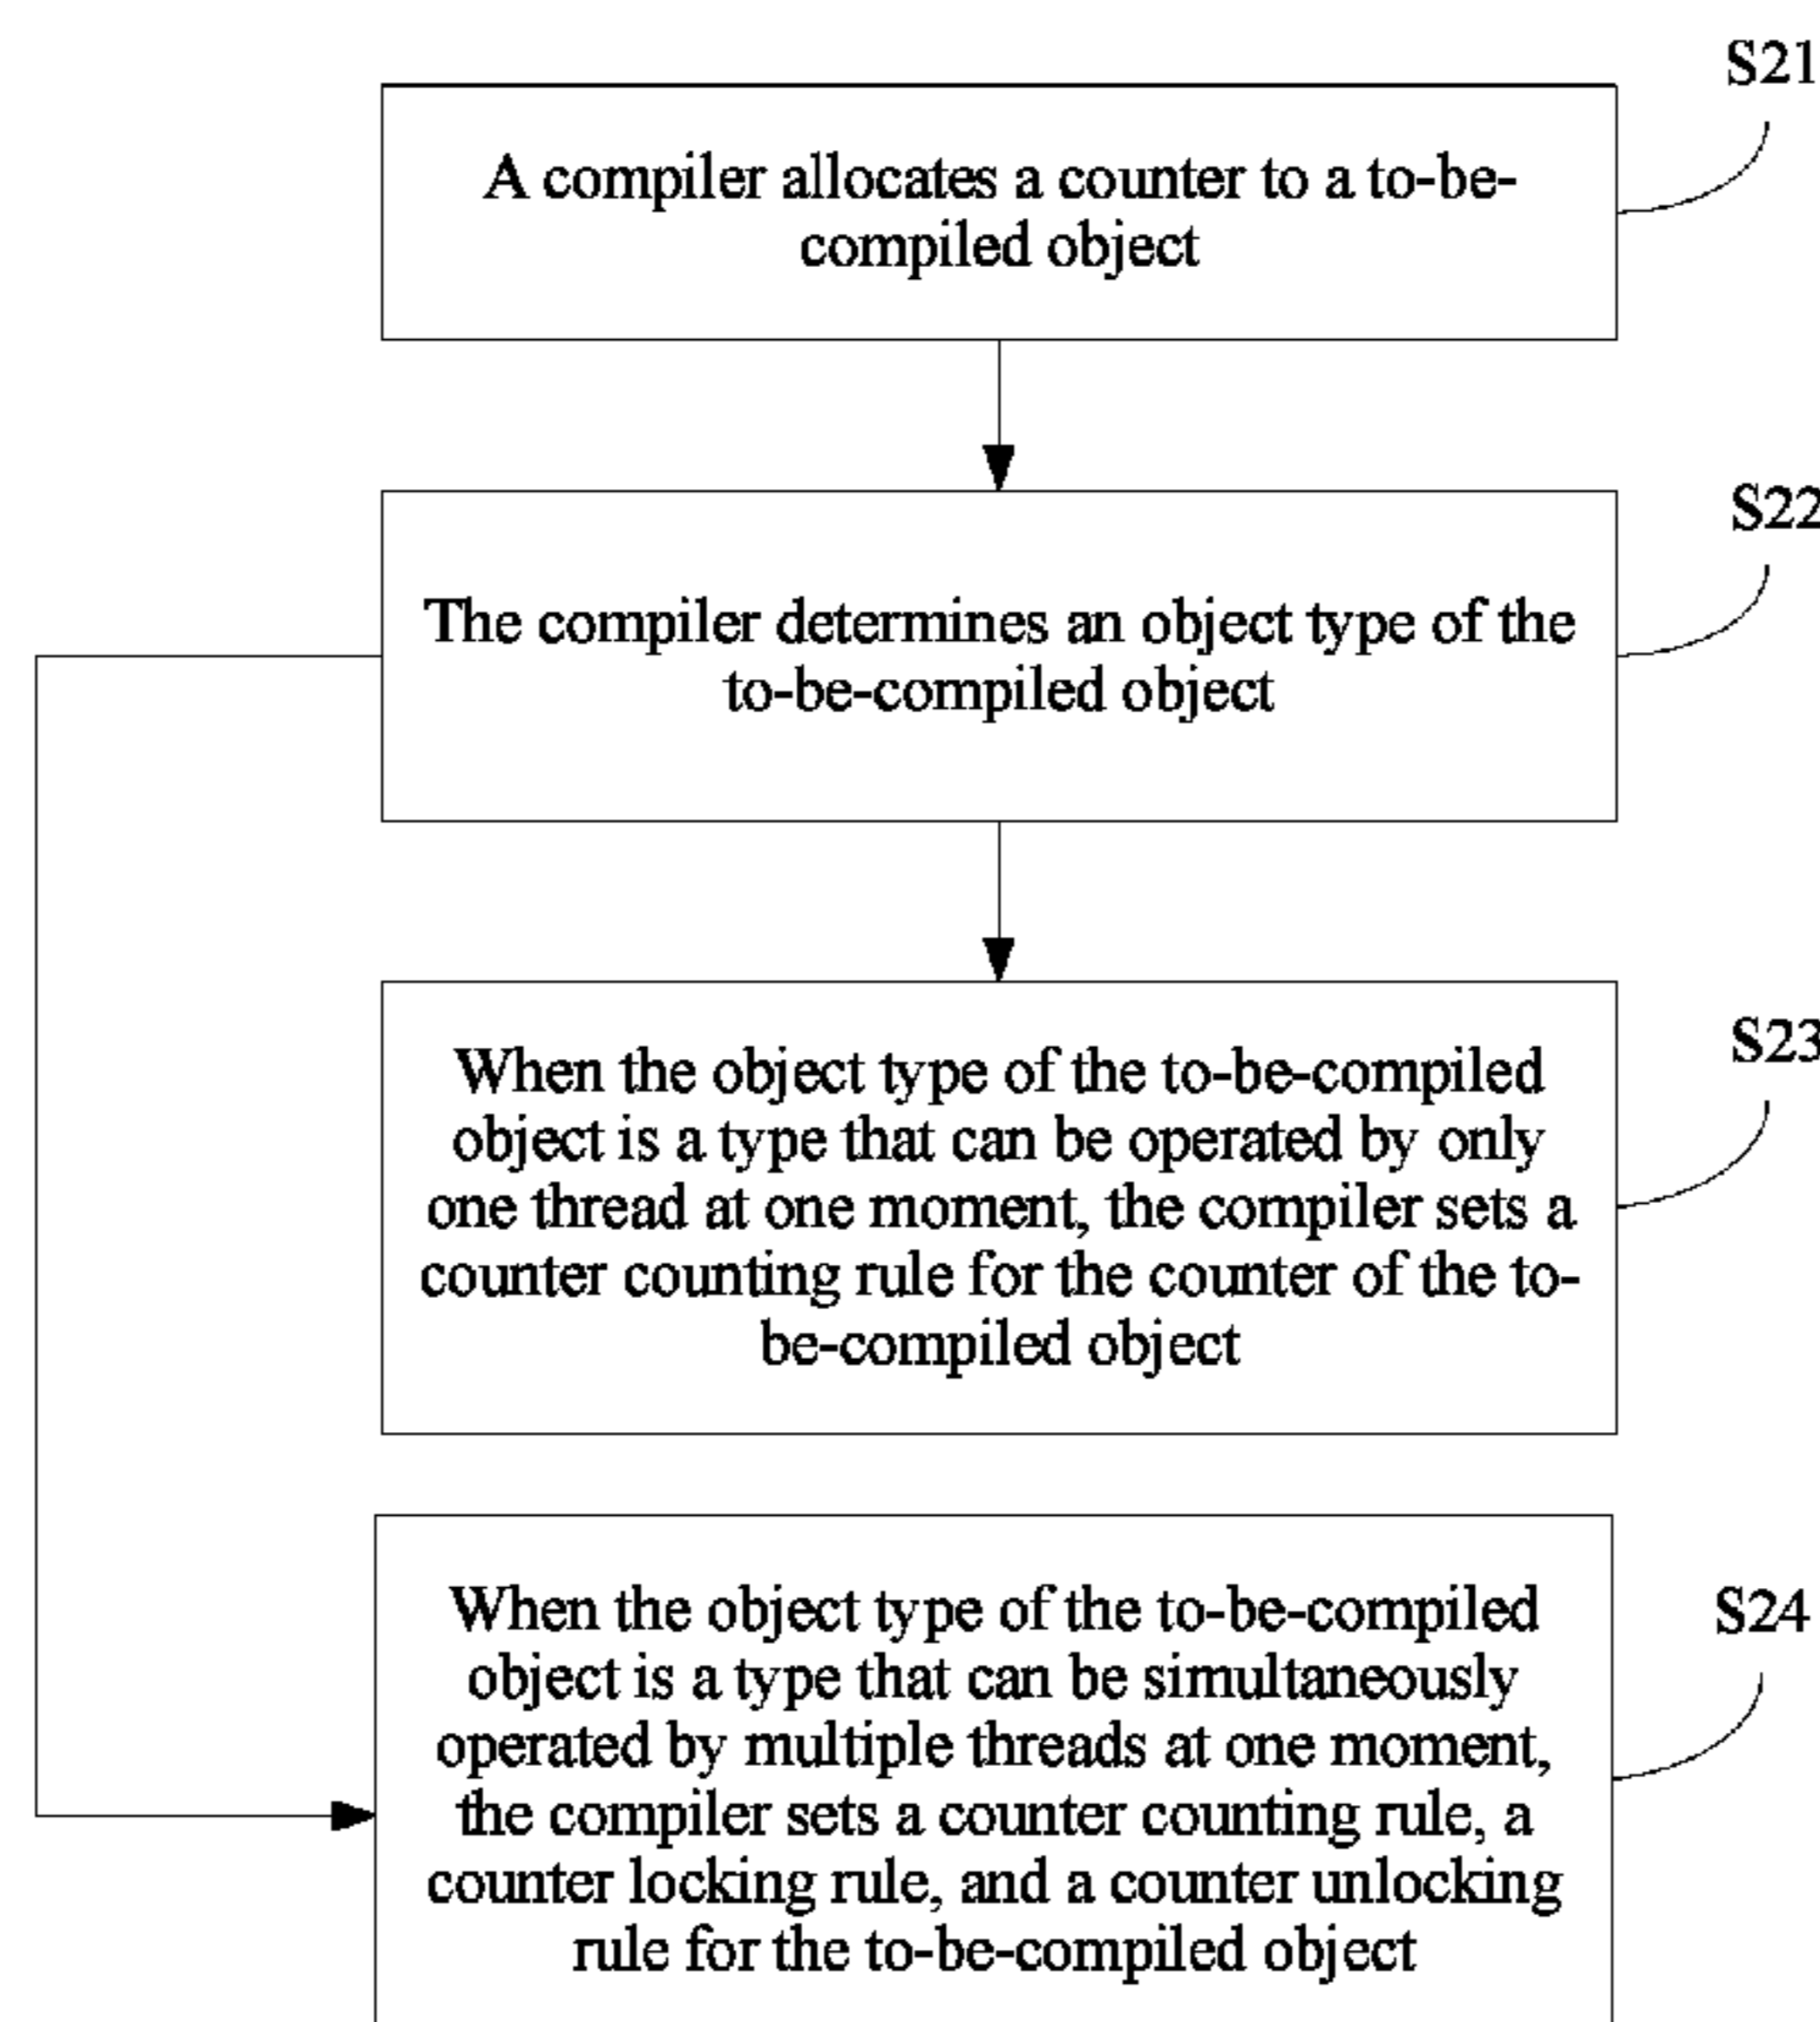 S21
A compiler allocates a counter to a to-be-
compiled object
S22
The compiler determines an object type of the
to-be-compiled object
S23
When the object type of the to-be-compiled
object is a type that can be operated by only
one thread at one moment, the compiler sets a
counter counting rule for the counter of the to-
be-compiled object
S24
When the object type of the to-be-compiled
object is a type that can be simultaneously
operated by multiple threads at one moment,
the compiler sets a counter counting rule, a
counter locking rule, and a counter unlocking
rule for the to-be-compiled object